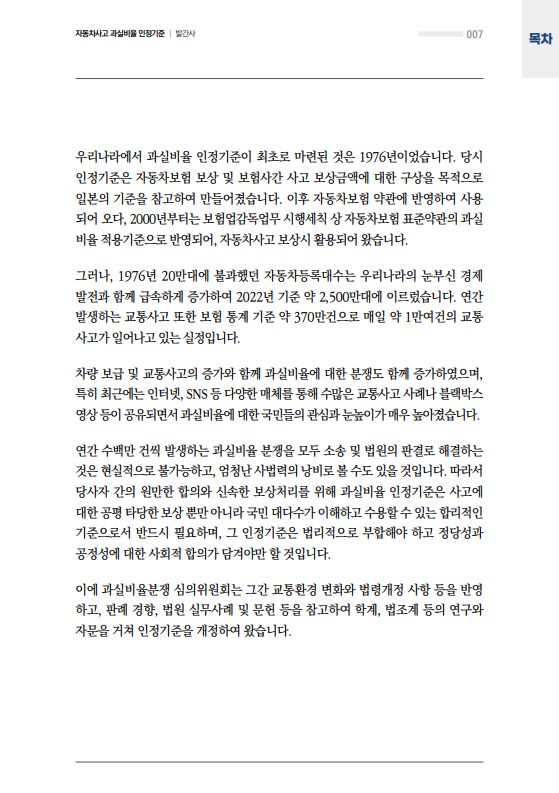 자동차사고 과실비율 인정기준 | 발간사
007
목차
우리나라에서 과실비율 인정기준이 최초로 마련된 것은 1976년이었습니다. 당시
인정기준은 자동차보험 보상 및 보험사간 사고 보상금액에 대한 구상을 목적으로
일본의 기준을 참고하여 만들어졌습니다. 이후 자동차보험 약관에 반영하여 사용
되어 오다, 2000년부터는 보험업감독업무 시행세칙 상 자동차보험 표준약관의 과실
비율 적용기준으로 반영되어, 자동차사고 보상시 활용되어 왔습니다.
그러나, 1976년 20만대에 불과했던 자동차등록대수는 우리나라의 눈부신 경제
발전과 함께 급속하게 증가하여 2022년 기준 약 2,500만대에 이르렀습니다. 연간
발생하는 교통사고 또한 보험 통계 기준 약 370만건으로 매일 약 1만여건의 교통
사고가 일어나고 있는 실정입니다.
차량 보급 및 교통사고의 증가와 함께 과실비율에 대한 분쟁도 함께 증가하였으며,
특히 최근에는 인터넷, SNS 등 다양한 매체를 통해 수많은 교통사고 사례나 블랙박스
영상 등이 공유되면서 과실비율에 대한 국민들의 관심과 눈높이가 매우 높아졌습니다.
연간 수백만 건씩 발생하는 과실비율 분쟁을 모두 소송 및 법원의 판결로 해결하는
것은 현실적으로 불가능하고, 엄청난 사법력의 낭비로 볼 수도 있을 것입니다. 따라서
당사자 간의 원만한 합의와 신속한 보상처리를 위해 과실비율 인정기준은 사고에
대한 공평 타당한 보상 뿐만 아니라 국민 대다수가 이해하고 수용할 수 있는 합리적인
기준으로서 반드시 필요하며, 그 인정기준은 법리적으로 부합해야 하고 정당성과
공정성에 대한 사회적 합의가 담겨야만 할 것입니다.
이에 과실비율분쟁 심의위원회는 그간 교통환경 변화와 법령개정 사항 등을 반영
하고, 판례 경향, 법원 실무사례 및 문헌 등을 참고하여 학계, 법조계 등의 연구와
자문을 거쳐 인정기준을 개정하여 왔습니다.